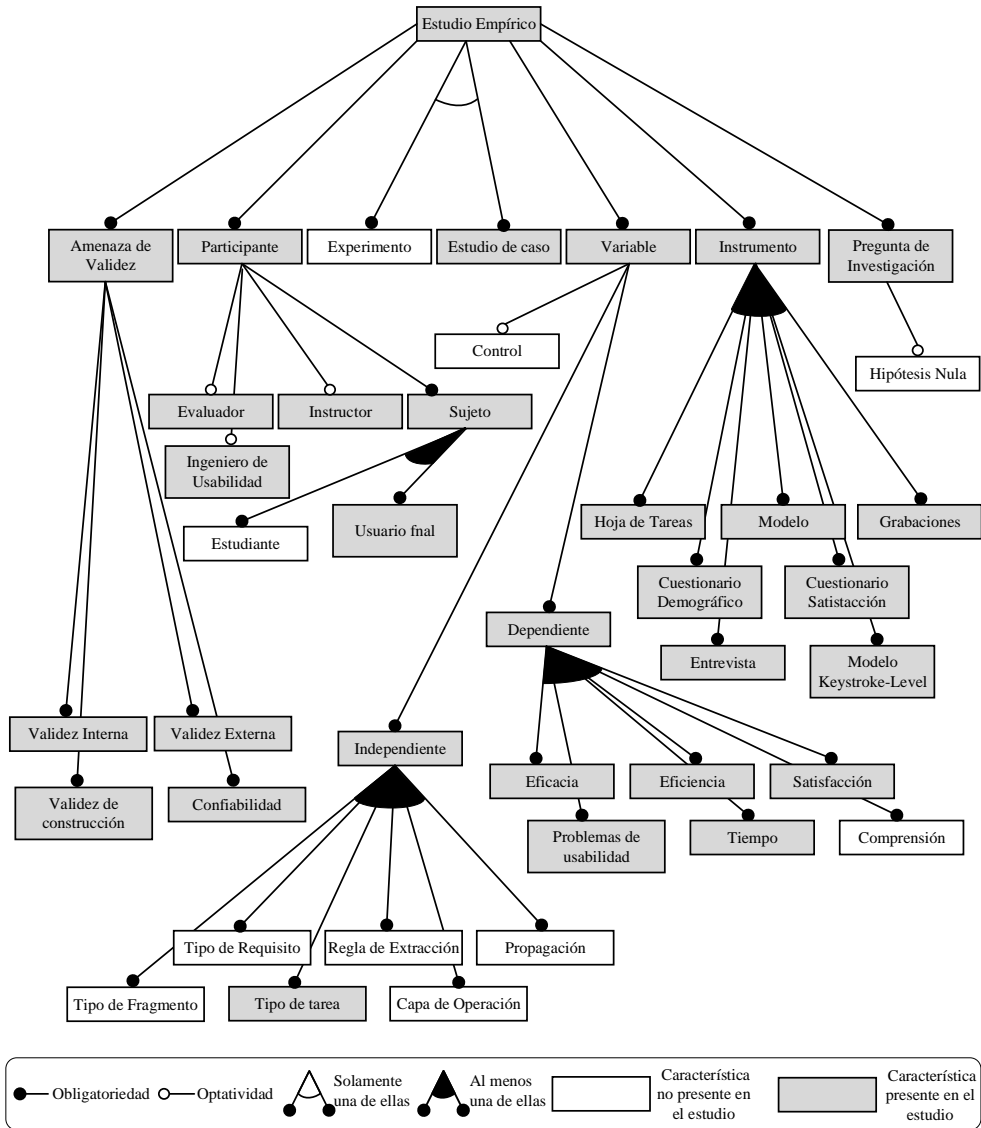 Estudio Empírico
Amenaza de
Validez
Participante
Experimento
Estudio de caso
Variable
Instrumento
Pregunta de
Investigación
Control
Hipótesis Nula
Evaluador
Instructor
Sujeto
Ingeniero de
Usabilidad
Estudiante
Usuario fnal
Hoja de Tareas
Modelo
Grabaciones
Cuestionario
Demográfico
Cuestionario
Satistacción
Entrevista
Modelo
Keystroke-Level
Dependiente
Validez Interna
Validez Externa
Independiente
Validez de
construcción
Confiabilidad
Eficacia
Eficiencia
Satisfacción
Problemas de
usabilidad
Tiempo
Comprensión
Tipo de Requisito
Regla de Extracción
Propagación
Tipo de Fragmento
Tipo de tarea
Capa de Operación
Obligatoriedad
Optatividad
Solamente
una de ellas
Al menos
una de ellas
Característica
no presente en
el estudio
Característica
presente en el
estudio